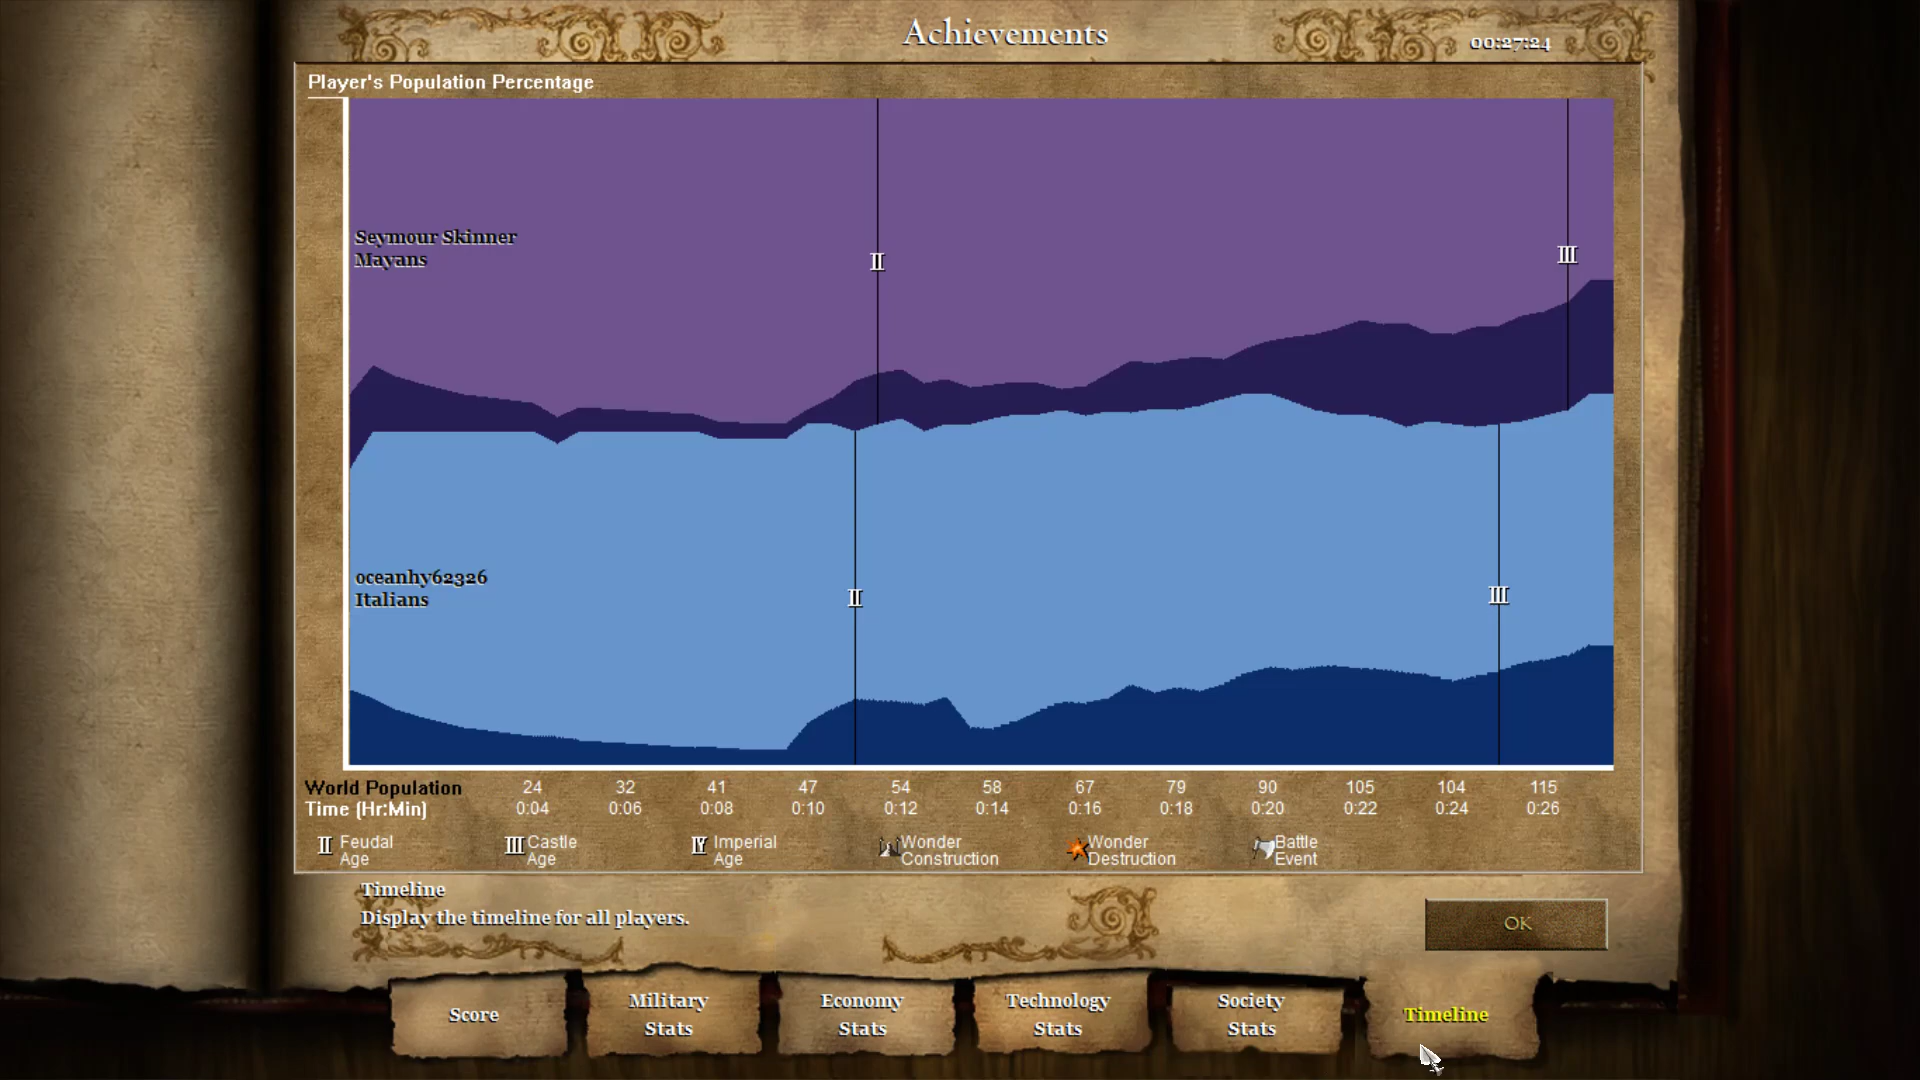 Achievements
00:27:24
Player's Population Percentage
Seymour Skinner
Mayans
II
III
oceanhy62326
Italians
II
III
World Population 24 32 41 47 54 58 67 79 90 105 104 115
Time (Hr:Min) 0:04 0:06 0:08 0:10 0:12 0:14 0:16 0:18 0:20 0:22 0:24 0:26
II Feudal Age
III Castle Age
IV Imperial Age
Wonder Construction
Wonder Destruction
Battle Event
Timeline
Display the timeline for all players.
OK
Score
Military Stats
Economy Stats
Technology Stats
Society Stats
Timeline